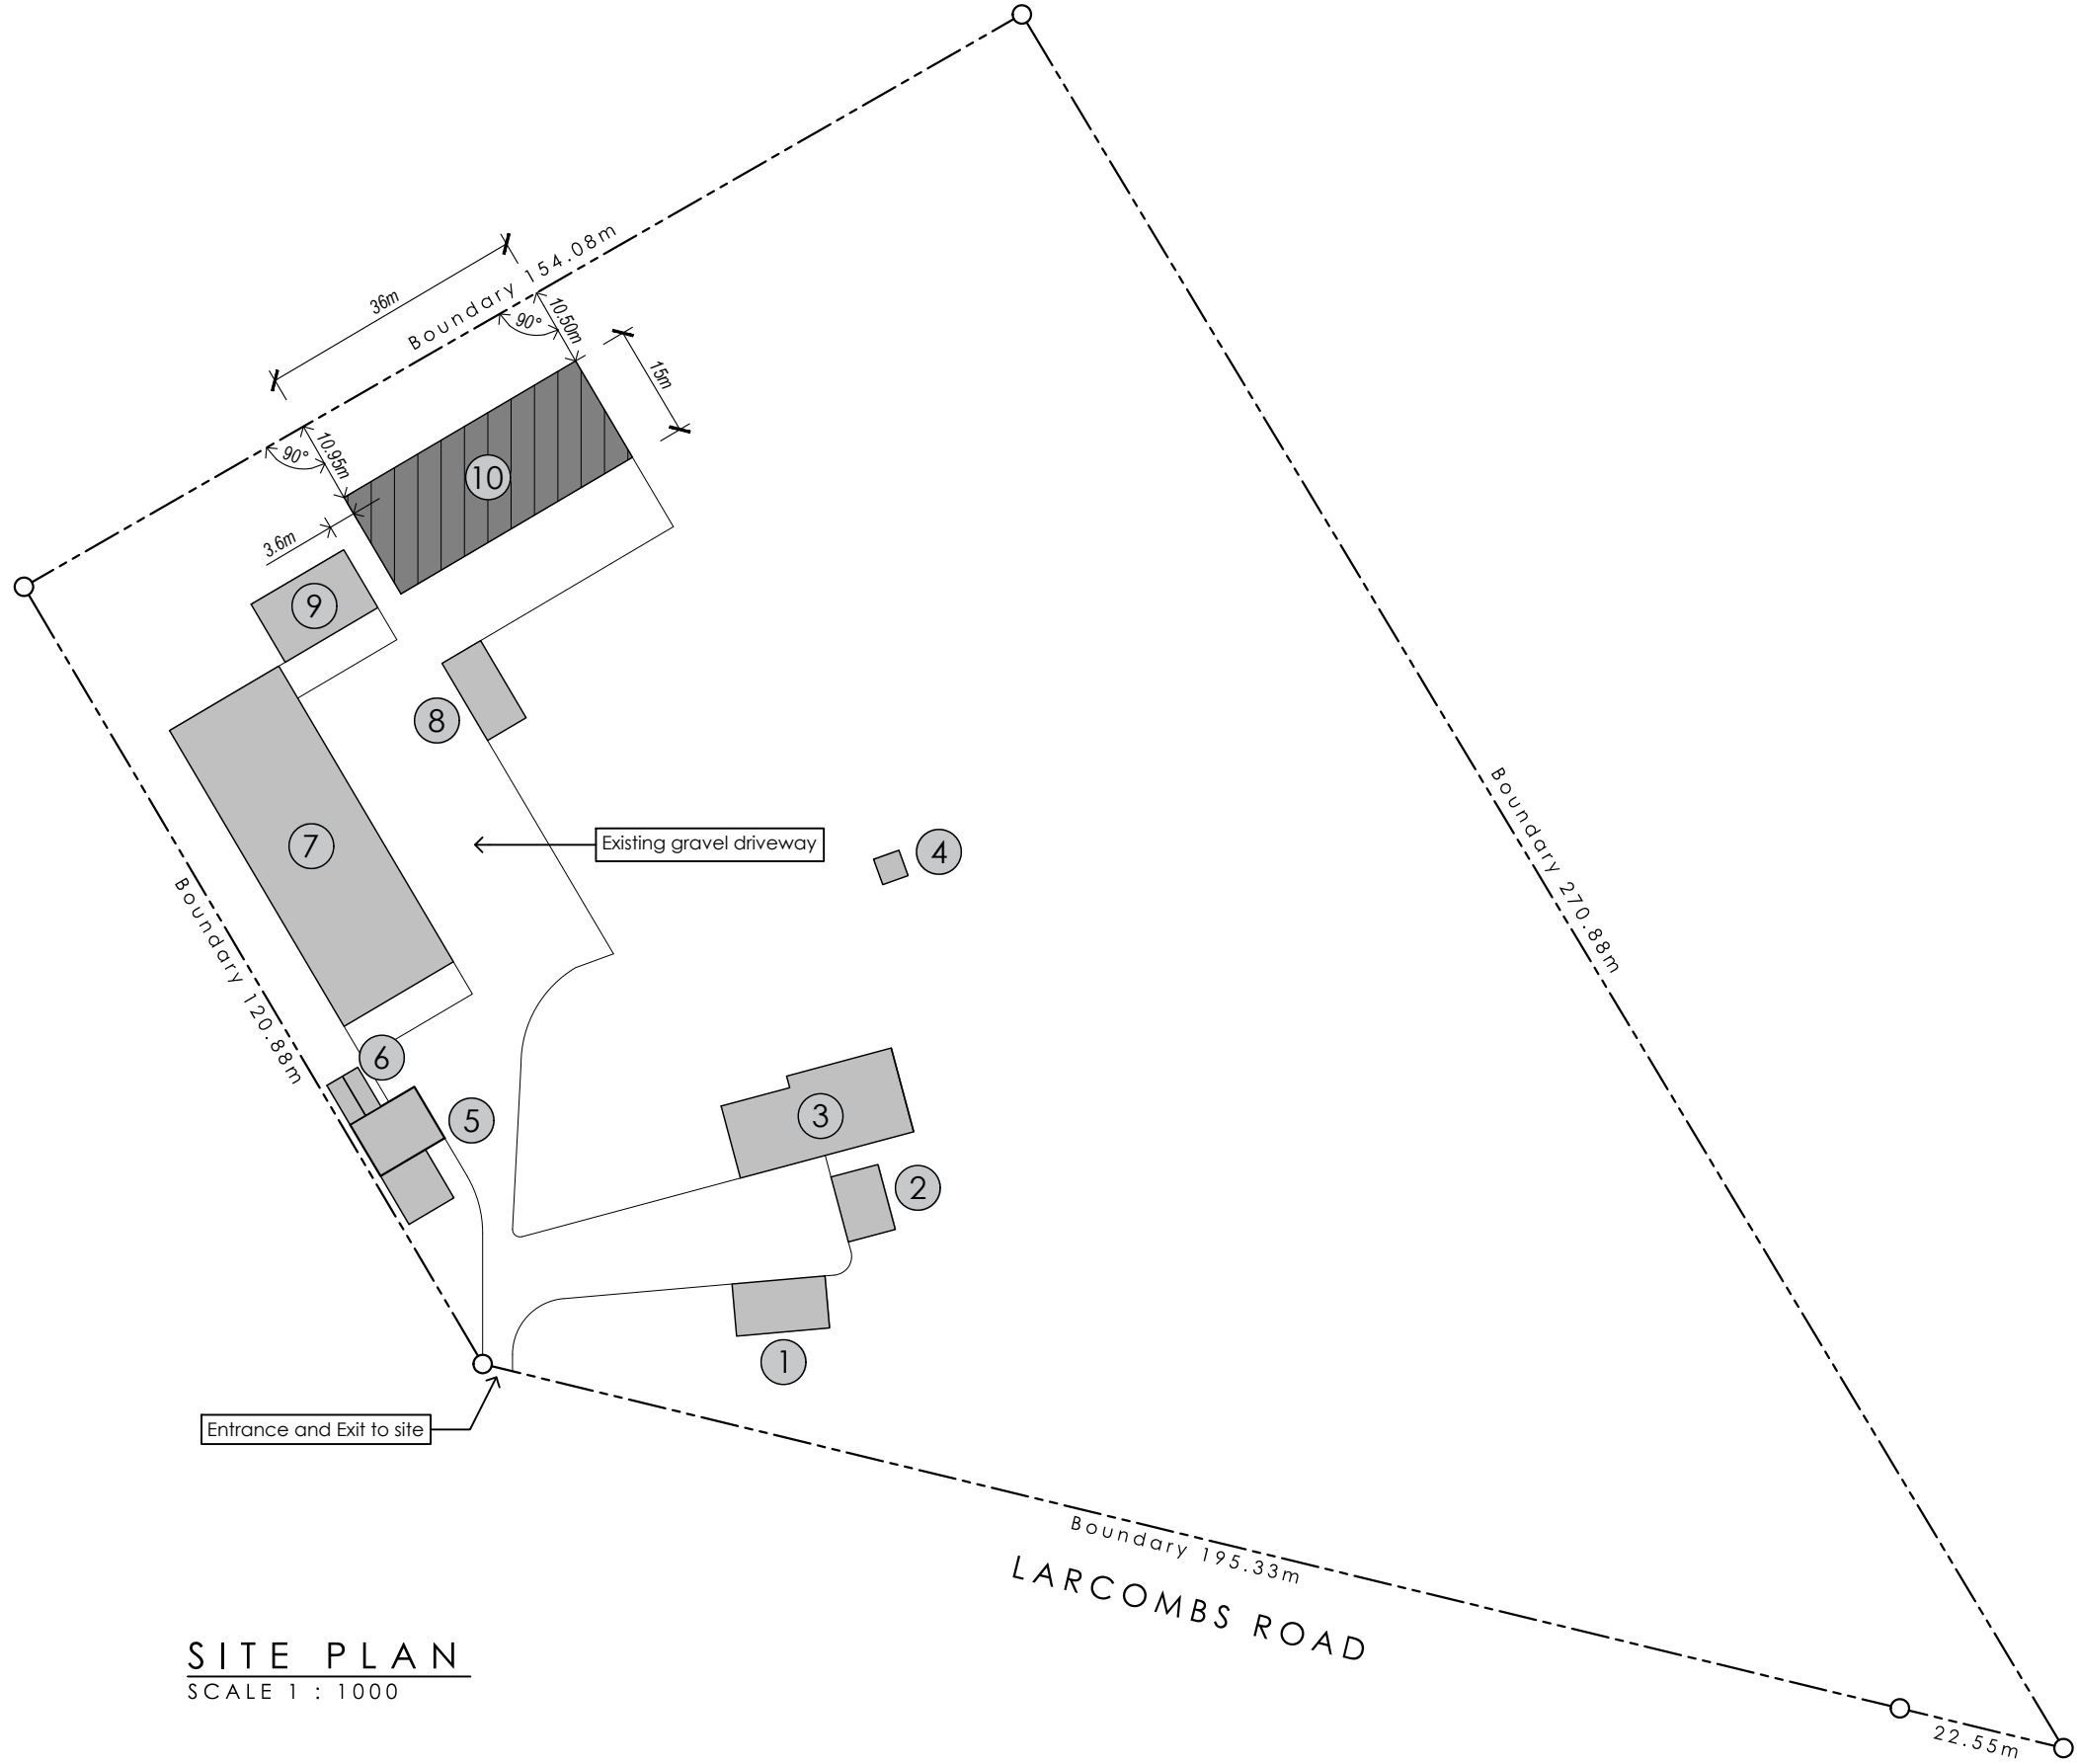 36m
Boundary 154.08m
90°
10.50m
15m
90°
10.95m
10
3.6m
9
8
7
Existing gravel driveway
4
Boundary 270.88m
Boundary 120.88m
6
5
3
2
1
Entrance and Exit to site
Boundary 195.33m
LARCOMBS ROAD
22.55m
SITE PLAN
SCALE 1 : 1000